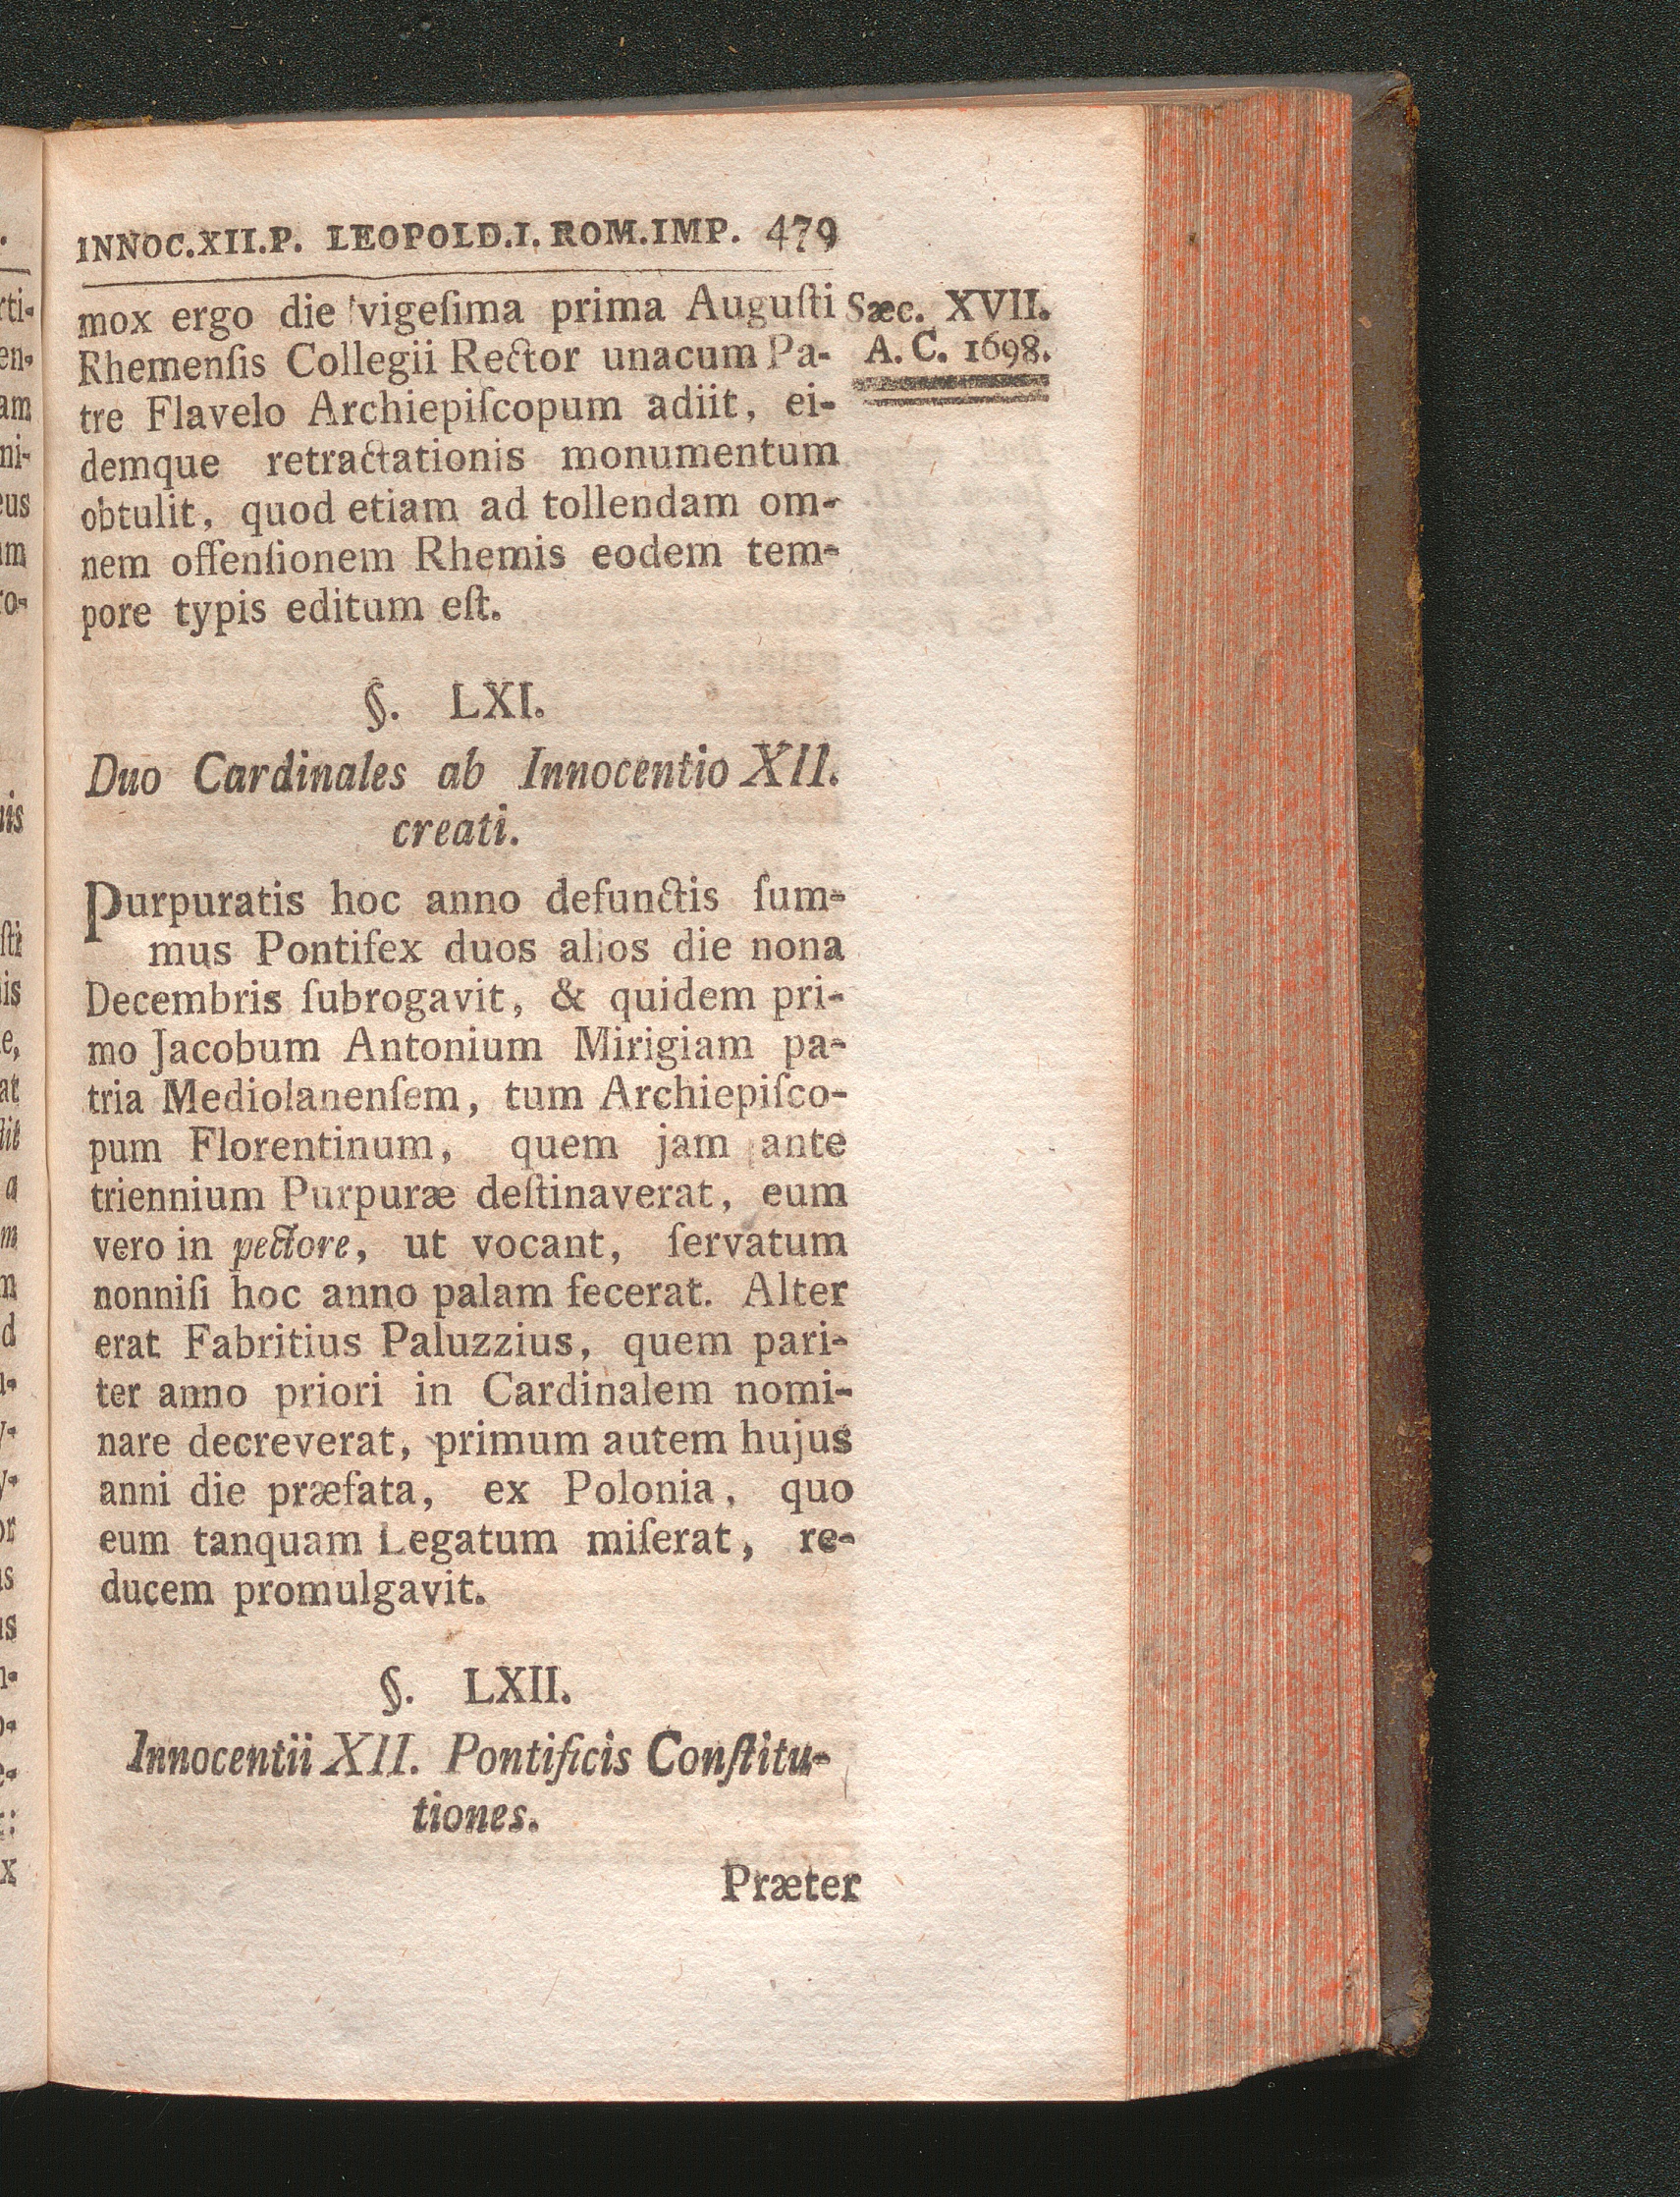 INNOC.XII.P. LEOPOLD.I. ROM.IMP. 479
mox ergo die vigeſima prima Auguſti
Rhemenſis Collegii Rector unacum Pa-
tre Flavelo Archiepiſcopum adiit, ei-
demque retractationis monumentum
obtulit, quod etiam ad tollendam om-
nem offenſionem Rhemis eodem tem-
pore typis editum eſt.
Sæc. XVII.
A. C. 1698.
§. LXI.
Duo Cardinales ab Innocentio XII.
creati.
Purpuratis hoc anno defunctis ſum-
mus Pontifex duos alios die nona
Decembris ſubrogavit, & quidem pri-
mo Jacobum Antonium Mirigiam pa-
tria Mediolanenſem, tum Archiepiſco-
pum Florentinum, quem jam ante
triennium Purpuræ deſtinaverat, eum
vero in pectore, ut vocant, ſervatum
nonniſi hoc anno palam fecerat. Alter
erat Fabritius Paluzzius, quem pari-
ter anno priori in Cardinalem nomi-
nare decreverat, primum autem hujus
anni die præfata, ex Polonia, quo
eum tanquam Legatum miſerat, re-
ducem promulgavit.
§. LXII.
Innocentii XII. Pontificis Conſtitu-
tiones.
Præter